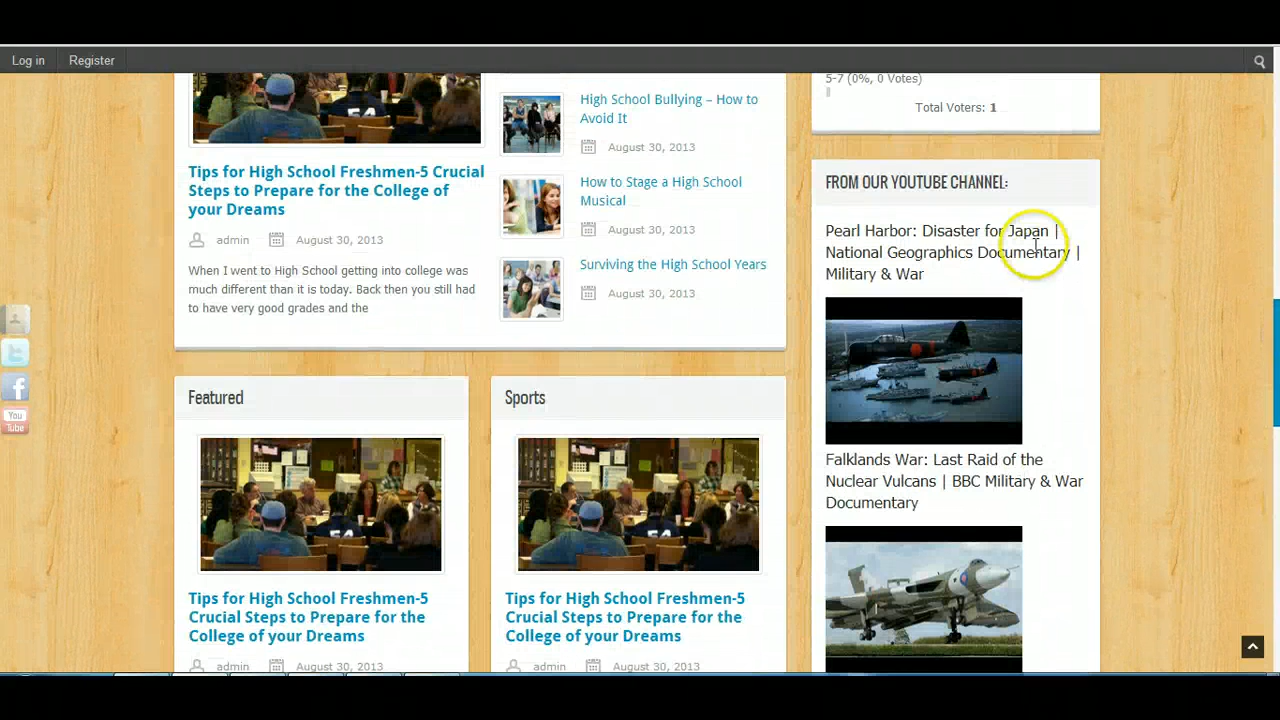 Log in
Register
Tips for High School Freshmen-5 Crucial
Steps to Prepare for the College of
your Dreams
admin
August 30, 2013
When I went to High School getting into college was
much different than it is today. Back then you still had
to have very good grades and the
High School Bullying – How to
Avoid It
August 30, 2013
How to Stage a High School
Musical
August 30, 2013
Surviving the High School Years
August 30, 2013
Featured
Tips for High School Freshmen-5
Crucial Steps to Prepare for the
College of your Dreams
admin
August 30, 2013
Sports
Tips for High School Freshmen-5
Crucial Steps to Prepare for the
College of your Dreams
admin
August 30, 2013
5-7 (0%, 0 Votes)
Total Voters: 1
FROM OUR YOUTUBE CHANNEL:
Pearl Harbor: Disaster for Japan |
National Geographics Documentary |
Military & War
Falklands War: Last Raid of the
Nuclear Vulcans | BBC Military & War
Documentary
You
Tube
54
54
54